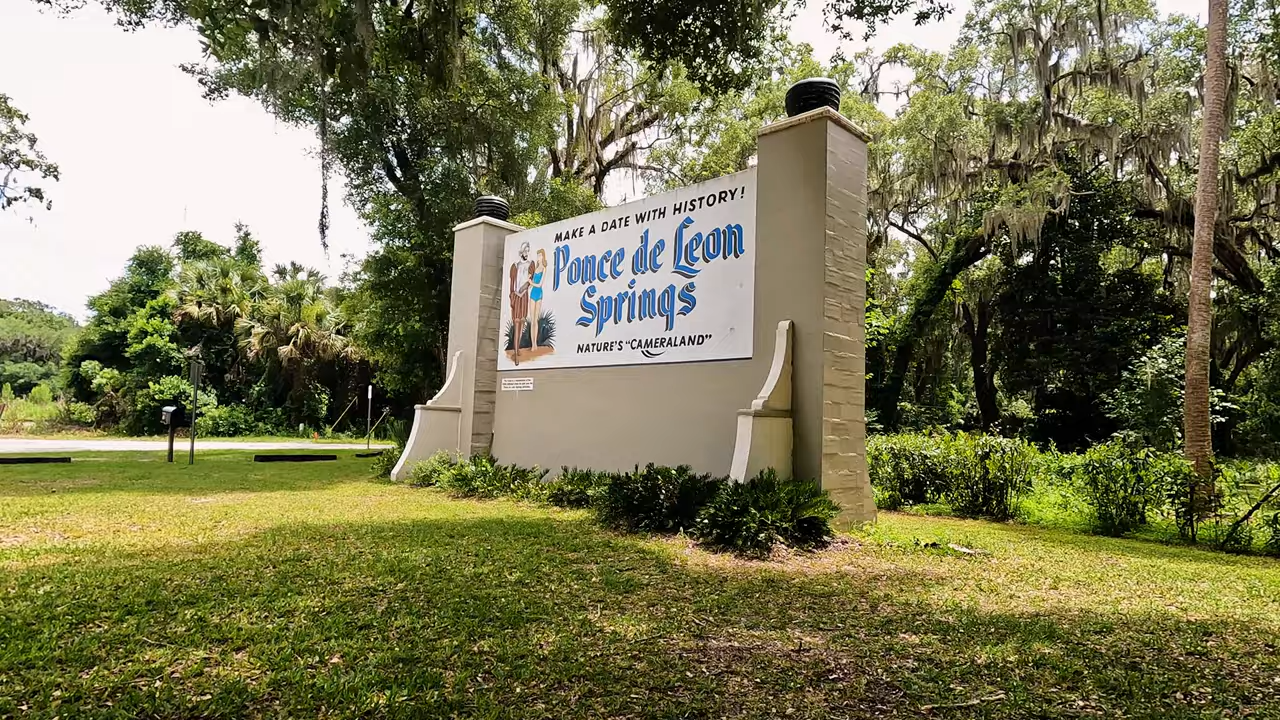 MAKE A DATE WITH HISTORY!
Ponce de Leon
Springs
NATURE'S "CAMERALAND"